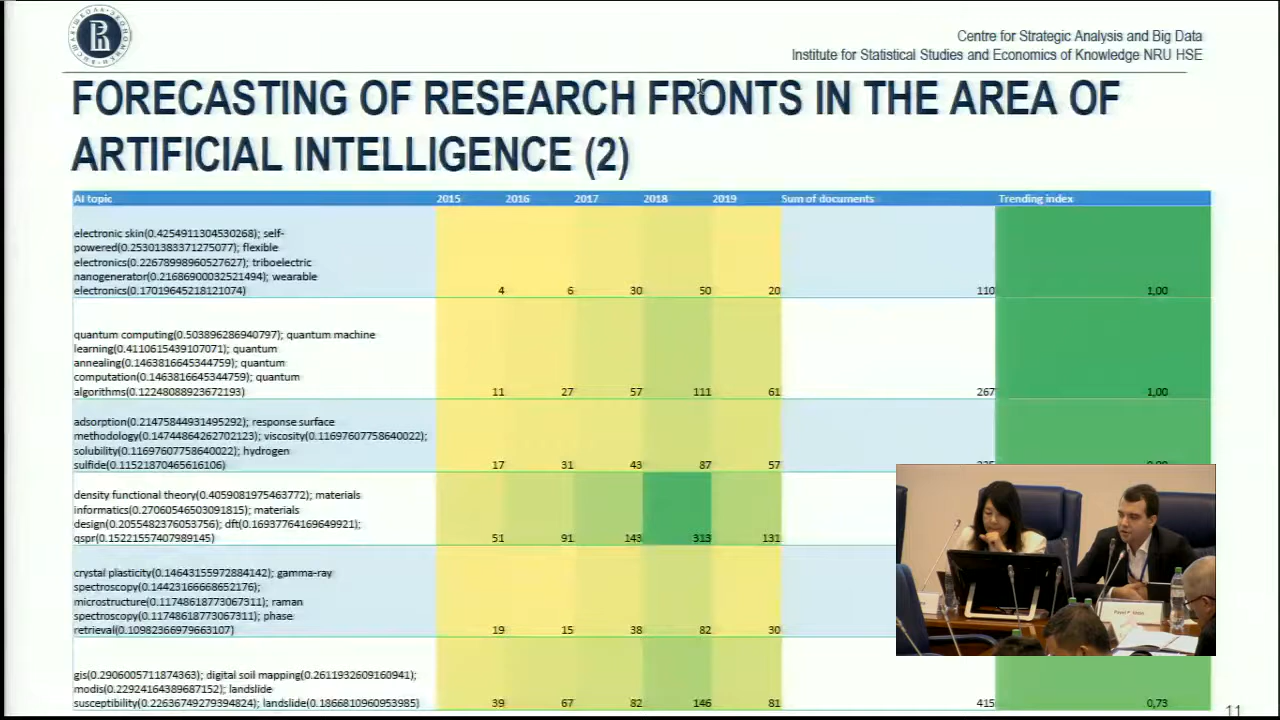 Centre for Strategic Analysis and Big Data
Institute for Statistical Studies and Economics of Knowledge NRU HSE
FORECASTING OF RESEARCH FRONTS IN THE AREA OF
ARTIFICIAL INTELLIGENCE (2)
AI topic 2015 2016 2017 2018 2019 Sum of documents Trending index
electronic skin(0.4254911304530268); self-
powered(0.25301383371275077); flexible
electronics(0.22678998960527627); triboelectric
nanogenerator(0.21686900032521494); wearable
electronics(0.17019645218121074) 4 6 30 50 20 110 1,00
quantum computing(0.503896286940797); quantum machine
learning(0.4110615439107071); quantum
annealing(0.1463816645344759); quantum
computation(0.1463816645344759); quantum
algorithms(0.12248088923672193) 11 27 57 111 61 267 1,00
adsorption(0.21475844931495292); response surface
methodology(0.14744864262702123); viscosity(0.11697607758640022);
solubility(0.11697607758640022); hydrogen
sulfide(0.11521870465616106) 17 31 43 87 57
density functional theory(0.4059081975463772); materials
informatics(0.27060546503091815); materials
design(0.2055482376053756); dft(0.16937764169649921);
qspr(0.15221557407989145) 51 91 143 313 131
crystal plasticity(0.14643155972884142); gamma-ray
spectroscopy(0.14423166668652176);
microstructure(0.11748618773067311); raman
spectroscopy(0.11748618773067311); phase
retrieval(0.10982366979663107) 19 15 38 82 30
gis(0.2906005711874363); digital soil mapping(0.2611932609160941);
modis(0.22924164389687152); landslide
susceptibility(0.22636749279394824); landslide(0.1866810960953985) 39 67 82 146 81 415 0,73
11